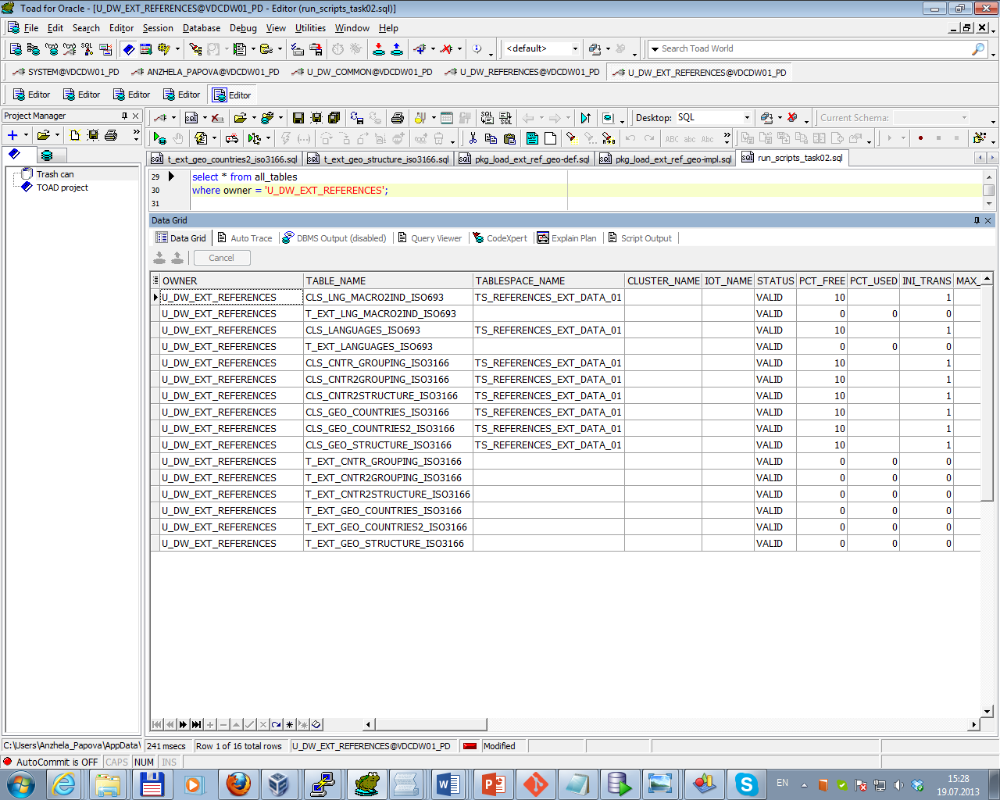 Toad for Oracle - [U_DW_EXT_REFERENCES@VDCDW01_PD - Editor (run_scripts_task02.sql)]
File Edit Search Editor Session Database Debug View Utilities Window Help
<default> Search Toad World
SYSTEM@VDCDW01_PD ANZHELA_PAPOVA@VDCDW01_PD U_DW_COMMON@VDCDW01_PD U_DW_REFERENCES@VDCDW01_PD U_DW_EXT_REFERENCES@VDCDW01_PD
Editor Editor Editor Editor Editor
Project Manager
Desktop: SQL Current Schema:
t_ext_geo_countries2_iso3166.sql t_ext_geo_structure_iso3166.sql pkg_load_ext_ref_geo-def.sql pkg_load_ext_ref_geo-impl.sql run_scripts_task02.sql
Trash can
TOAD project
29 select * from all_tables
30 where owner = 'U_DW_EXT_REFERENCES';
31
Data Grid
Data Grid Auto Trace DBMS Output (disabled) Query Viewer CodeXpert Explain Plan Script Output
Cancel
OWNER TABLE_NAME TABLESPACE_NAME CLUSTER_NAME IOT_NAME STATUS PCT_FREE PCT_USED INI_TRANS MAX_
U_DW_EXT_REFERENCES CLS_LNG_MACRO2IND_ISO693 TS_REFERENCES_EXT_DATA_01 VALID 10 1
U_DW_EXT_REFERENCES T_EXT_LNG_MACRO2IND_ISO693 VALID 0 0 0
U_DW_EXT_REFERENCES CLS_LANGUAGES_ISO693 TS_REFERENCES_EXT_DATA_01 VALID 10 1
U_DW_EXT_REFERENCES T_EXT_LANGUAGES_ISO693 VALID 0 0 0
U_DW_EXT_REFERENCES CLS_CNTR_GROUPING_ISO3166 TS_REFERENCES_EXT_DATA_01 VALID 10 1
U_DW_EXT_REFERENCES CLS_CNTR2GROUPING_ISO3166 TS_REFERENCES_EXT_DATA_01 VALID 10 1
U_DW_EXT_REFERENCES CLS_CNTR2STRUCTURE_ISO3166 TS_REFERENCES_EXT_DATA_01 VALID 10 1
U_DW_EXT_REFERENCES CLS_GEO_COUNTRIES_ISO3166 TS_REFERENCES_EXT_DATA_01 VALID 10 1
U_DW_EXT_REFERENCES CLS_GEO_COUNTRIES2_ISO3166 TS_REFERENCES_EXT_DATA_01 VALID 10 1
U_DW_EXT_REFERENCES CLS_GEO_STRUCTURE_ISO3166 TS_REFERENCES_EXT_DATA_01 VALID 10 1
U_DW_EXT_REFERENCES T_EXT_CNTR_GROUPING_ISO3166 VALID 0 0 0
U_DW_EXT_REFERENCES T_EXT_CNTR2GROUPING_ISO3166 VALID 0 0 0
U_DW_EXT_REFERENCES T_EXT_CNTR2STRUCTURE_ISO3166 VALID 0 0 0
U_DW_EXT_REFERENCES T_EXT_GEO_COUNTRIES_ISO3166 VALID 0 0 0
U_DW_EXT_REFERENCES T_EXT_GEO_COUNTRIES2_ISO3166 VALID 0 0 0
U_DW_EXT_REFERENCES T_EXT_GEO_STRUCTURE_ISO3166 VALID 0 0 0
C:\Users\Anzhela_Papova\AppData\ 241 msecs Row 1 of 16 total rows U_DW_EXT_REFERENCES@VDCDW01_PD Modified
AutoCommit is OFF CAPS NUM INS
EN 15:28
19.07.2013